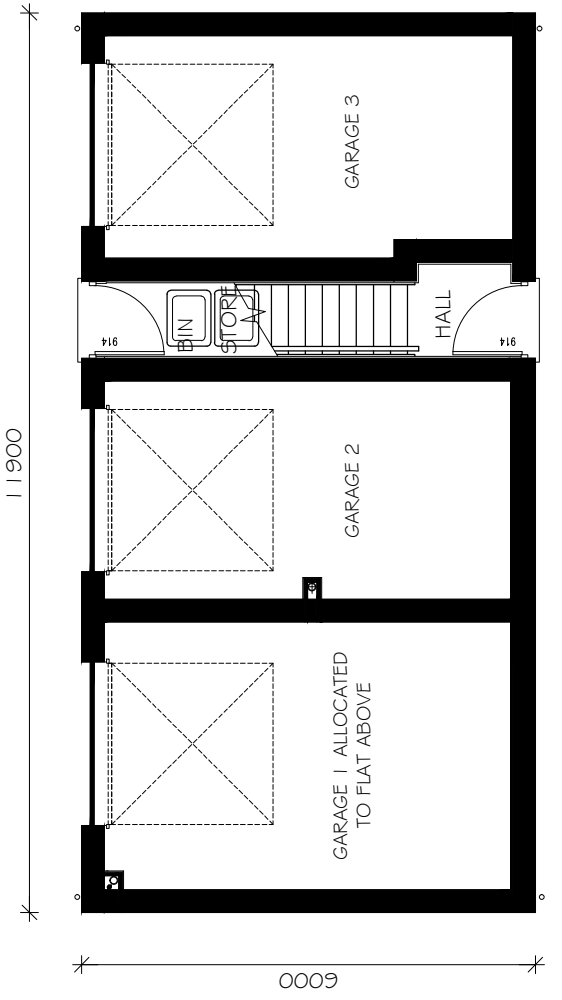 GARAGE 3
BIN
STORE
HALL
914
914
GARAGE 2
11900
GARAGE 1 ALLOCATED
TO FLAT ABOVE
6000